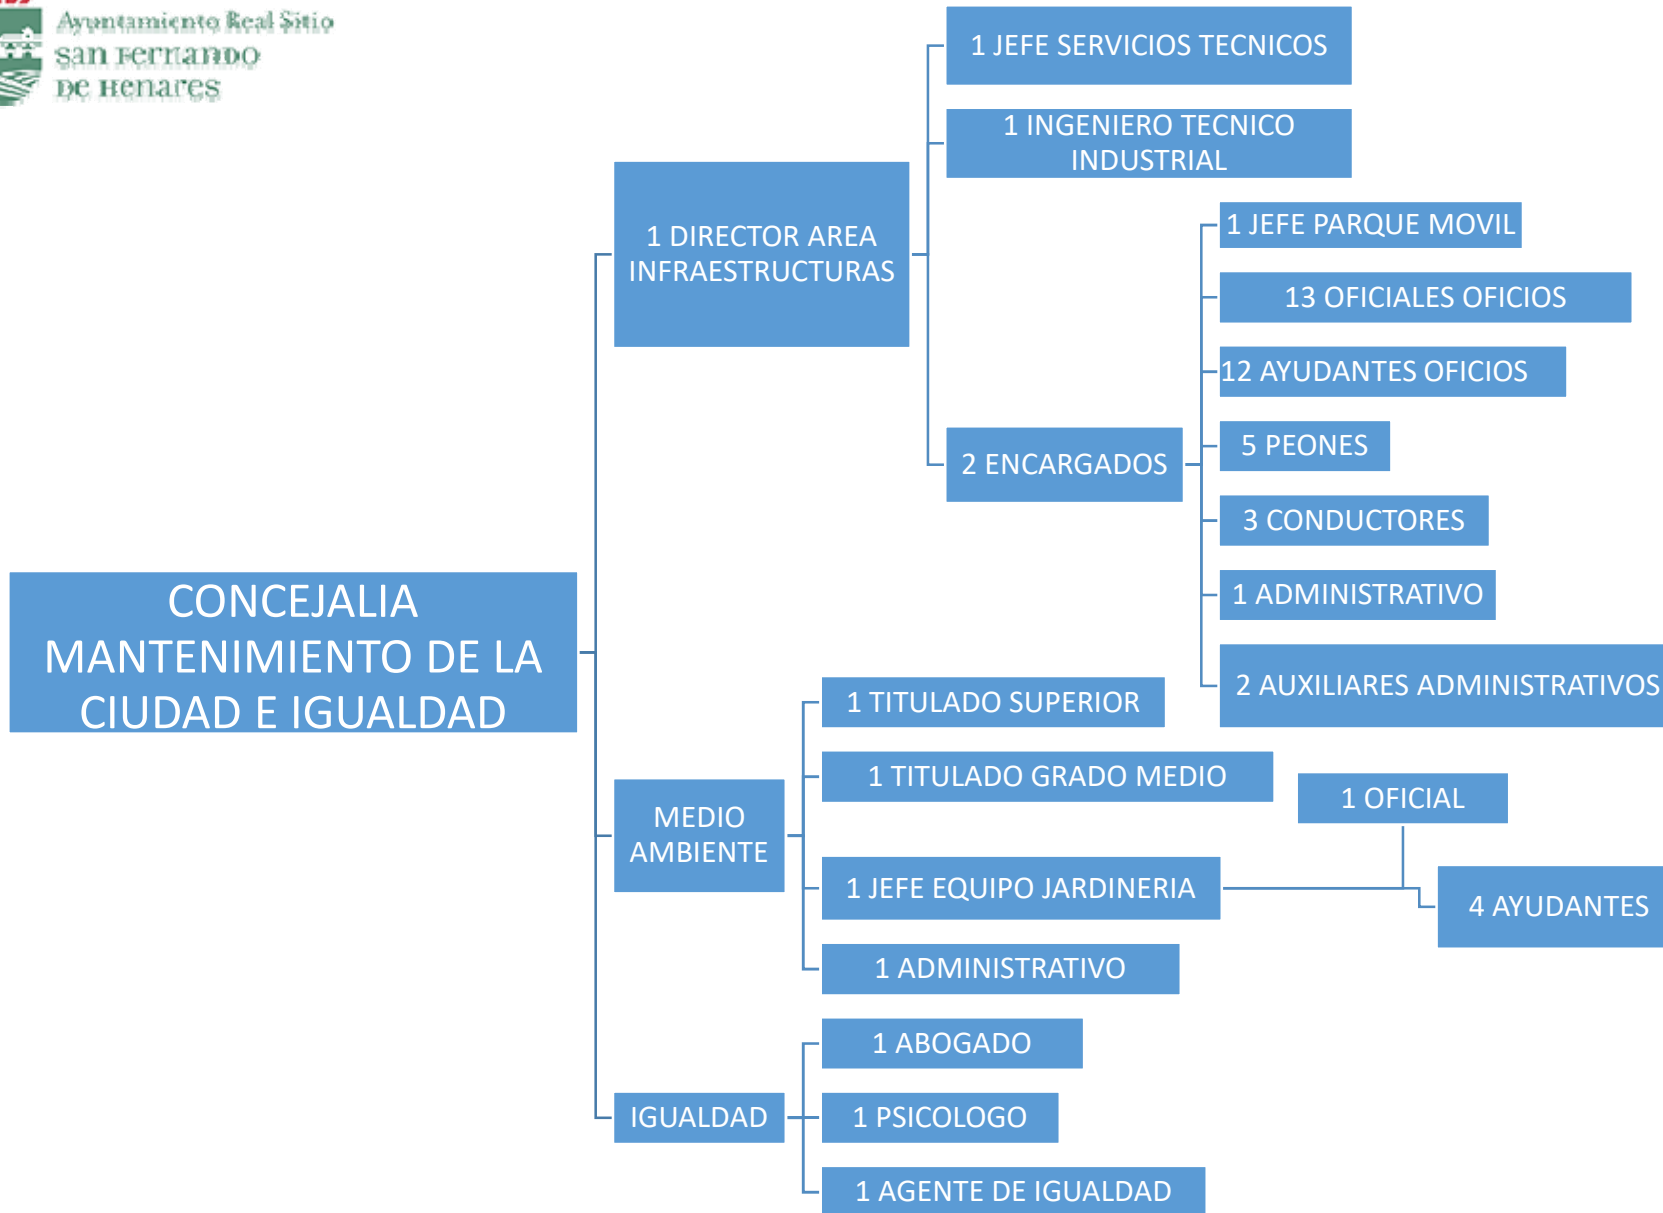 Ayuntamiento Real Sitio
san Fernando
De Henares
1 JEFE SERVICIOS TECNICOS
1 INGENIERO TECNICO
INDUSTRIAL
1 DIRECTOR AREA
INFRAESTRUCTURAS
1 JEFE PARQUE MOVIL
13 OFICIALES OFICIOS
12 AYUDANTES OFICIOS
5 PEONES
2 ENCARGADOS
3 CONDUCTORES
1 ADMINISTRATIVO
2 AUXILIARES ADMINISTRATIVOS
CONCEJALIA
MANTENIMIENTO DE LA
CIUDAD E IGUALDAD
1 TITULADO SUPERIOR
1 TITULADO GRADO MEDIO
MEDIO
AMBIENTE
1 OFICIAL
1 JEFE EQUIPO JARDINERIA
4 AYUDANTES
1 ADMINISTRATIVO
1 ABOGADO
IGUALDAD
1 PSICOLOGO
1 AGENTE DE IGUALDAD